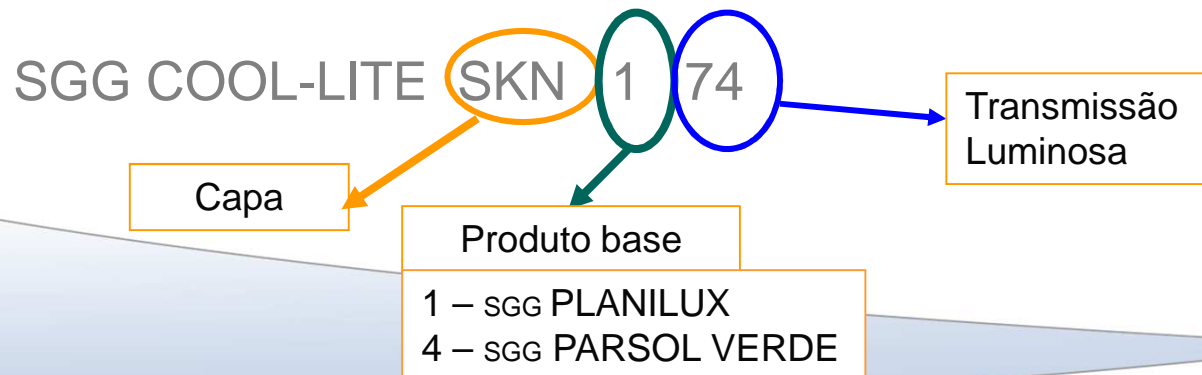 SGG COOL-LITE SKN 1 74
Transmissão
Luminosa
Capa
Produto base
1 – SGG PLANILUX
4 – SGG PARSOL VERDE